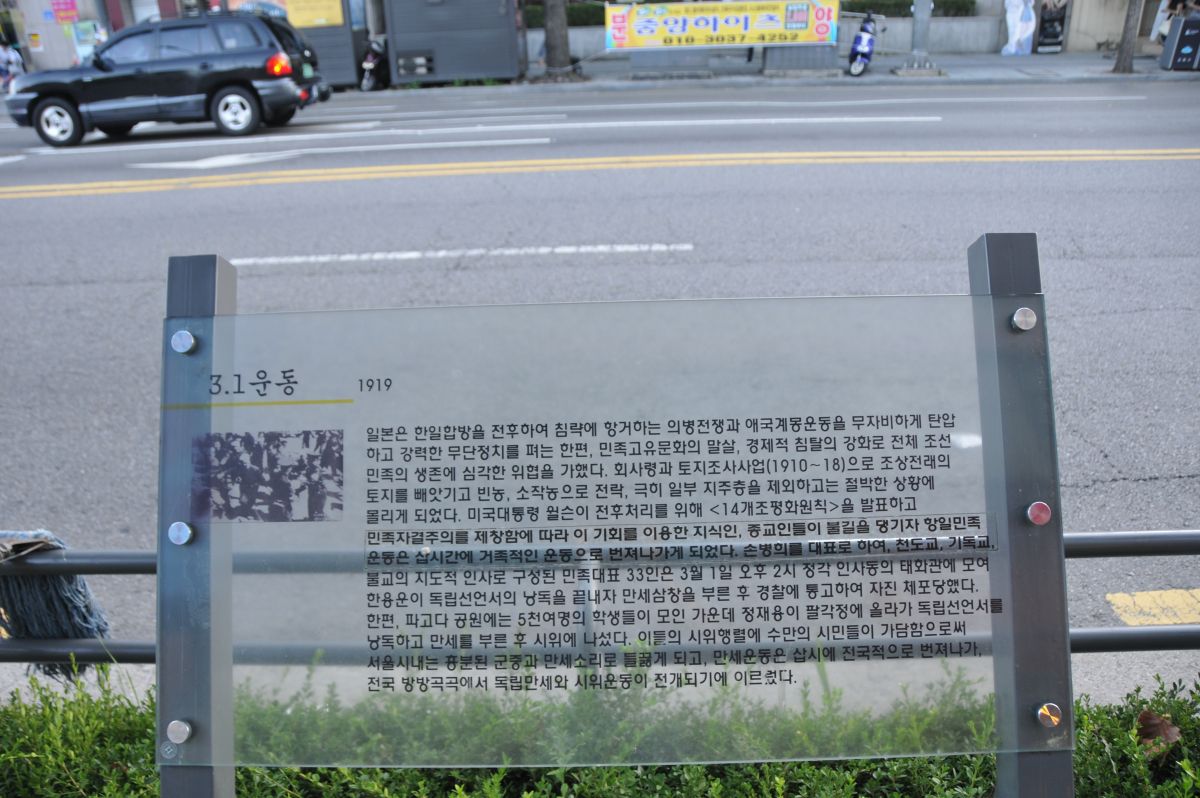 분 중앙하이츠 양
010-3037-4252
3.1운동 1919
일본은 한일합방을 전후하여 침략에 항거하는 의병전쟁과 애국계몽운동을 무자비하게 탄압
하고 강력한 무단정치를 펴는 한편, 민족고유문화의 말살, 경제적 침탈의 강화로 전체 조선
민족의 생존에 심각한 위협을 가했다. 회사령과 토지조사사업(1910~18)으로 조상전래의
토지를 빼앗기고 빈농, 소작농으로 전락, 극히 일부 지주층을 제외하고는 절박한 상황에
몰리게 되었다. 미국대통령 윌슨이 전후처리를 위해 <14개조평화원칙>을 발표하고
민족자결주의를 제창함에 따라 이 기회를 이용한 지식인, 종교인들이 불길을 댕기자 항일민족
운동은 삽시간에 거족적인 운동으로 번져나가게 되었다. 손병희를 대표로 하여, 천도교, 기독교,
불교의 지도적 인사로 구성된 민족대표 33인은 3월 1일 오후 2시 정각 인사동의 태화관에 모여
한용운이 독립선언서의 낭독을 끝내자 만세삼창을 부른 후 경찰에 통고하여 자진 체포당했다.
한편, 파고다 공원에는 5천여명의 학생들이 모인 가운데 정재용이 팔각정에 올라가 독립선언서를
낭독하고 만세를 부른 후 시위에 나섰다. 이들의 시위행렬에 수만의 시민들이 가담함으로써
서울시내는 흥분된 군중과 만세소리로 들끓게 되고, 만세운동은 삽시에 전국적으로 번져나가,
전국 방방곡곡에서 독립만세와 시위운동이 전개되기에 이르렀다.